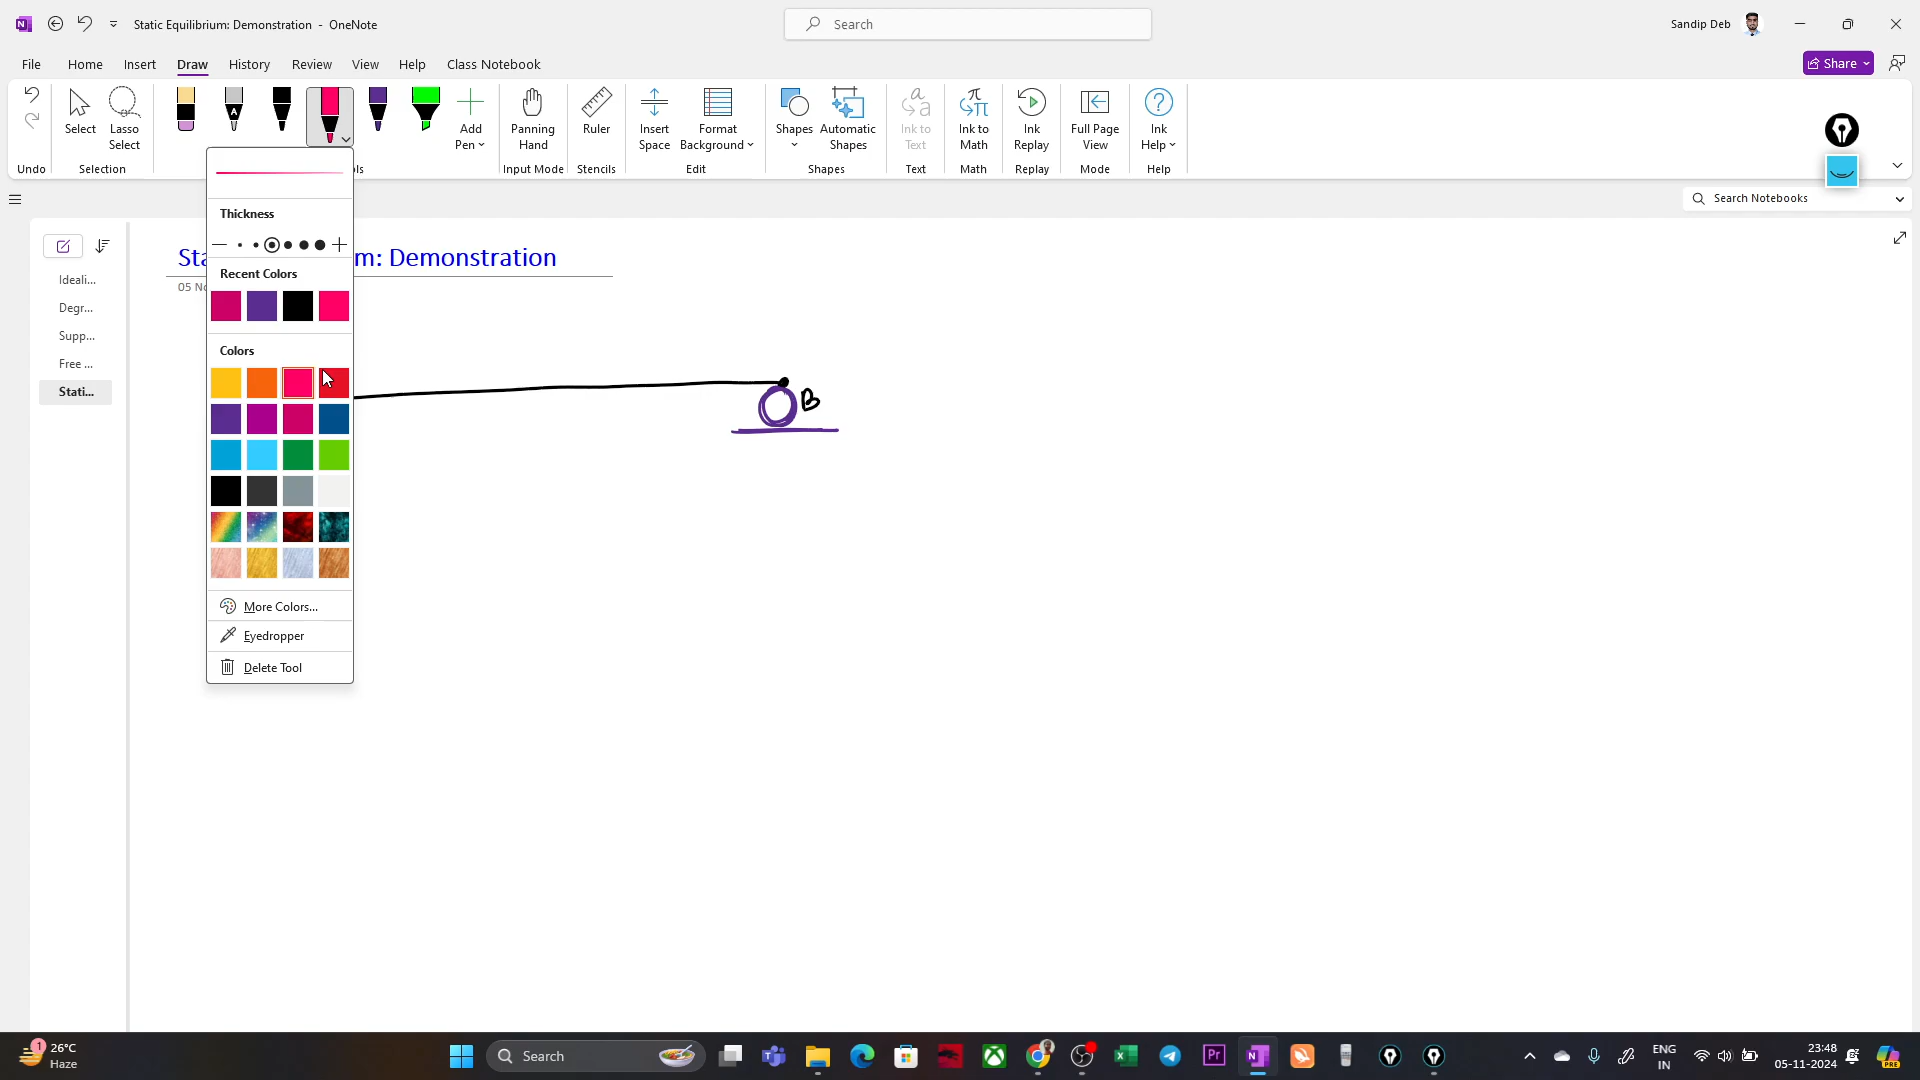 Static Equilibrium: Demonstration - OneNote
Search
Sandip Deb
File
Home
Insert
Draw
History
Review
View
Help
Class Notebook
Share
Undo
Select
Lasso
Select
Selection
Add
Pen
Panning
Hand
Input Mode
Ruler
Stencils
Insert
Space
Format
Background
Edit
Shapes
Automatic
Shapes
Shapes
Ink to
Text
Text
Ink to
Math
Math
Ink
Replay
Replay
Full Page
View
Mode
Ink
Help
Help
Search Notebooks
Thickness
m: Demonstration
Recent Colors
05 No
Ideali...
Degr...
Supp...
Free ...
Stati...
Colors
B
More Colors...
Eyedropper
Delete Tool
1
26°C
Haze
Search
ENG
IN
23:48
05-11-2024